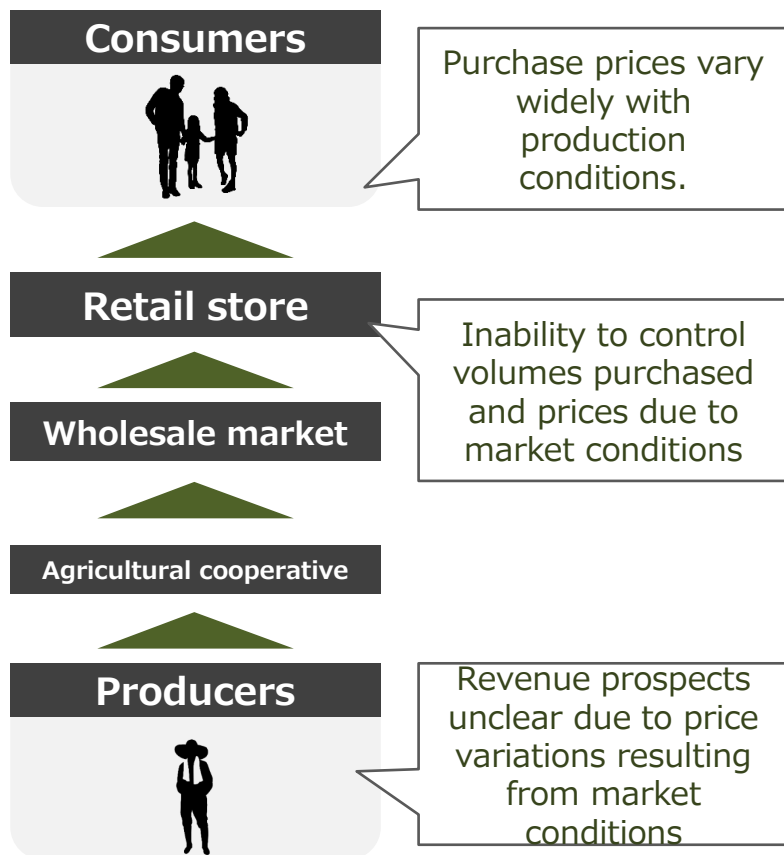 Consumers
Purchase prices vary
widely with
production
conditions.
Retail store
Inability to control
volumes purchased
and prices due to
market conditions
Wholesale market
Agricultural cooperative
Producers
Revenue prospects
unclear due to price
variations resulting
from market
conditions